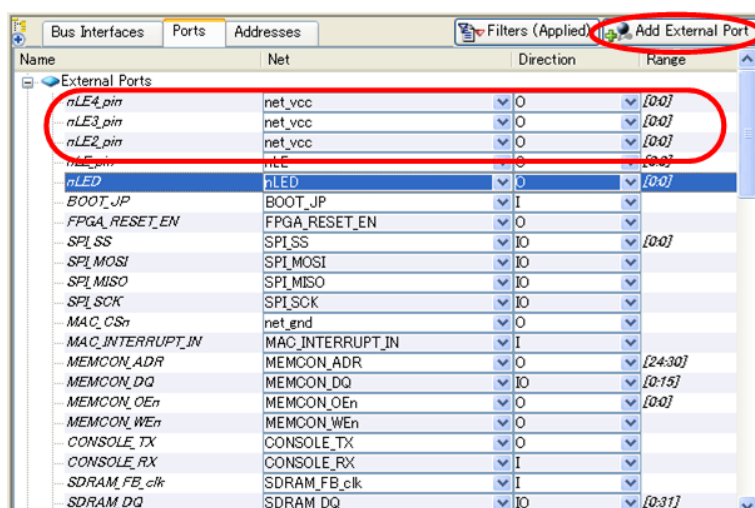 Bus Interfaces Ports Addresses Filters (Applied) Add External Port
Name Net Direction Range
External Ports
nLE4_pin net_vcc O [0:0]
nLE3_pin net_vcc O [0:0]
nLE2_pin net_vcc O [0:0]
nLE_pin nLE O [0:0]
nLED nLED O [0:0]
BOOT_JP BOOT_JP I
FPGA_RESET_EN FPGA_RESET_EN O
SPI_SS SPI_SS IO [0:0]
SPI_MOSI SPI_MOSI IO
SPI_MISO SPI_MISO IO
SPI_SCK SPI_SCK IO
MAC_CSn net_gnd O
MAC_INTERRUPT_IN MAC_INTERRUPT_IN I
MEMCON_ADR MEMCON_ADR O [24:30]
MEMCON_DQ MEMCON_DQ IO [0:15]
MEMCON_OEn MEMCON_OEn O [0:0]
MEMCON_WEn MEMCON_WEn O
CONSOLE_TX CONSOLE_TX O
CONSOLE_RX CONSOLE_RX I
SDRAM_FB_clk SDRAM_FB_clk I
SDRAM_DQ SDRAM_DQ IO [0:31]